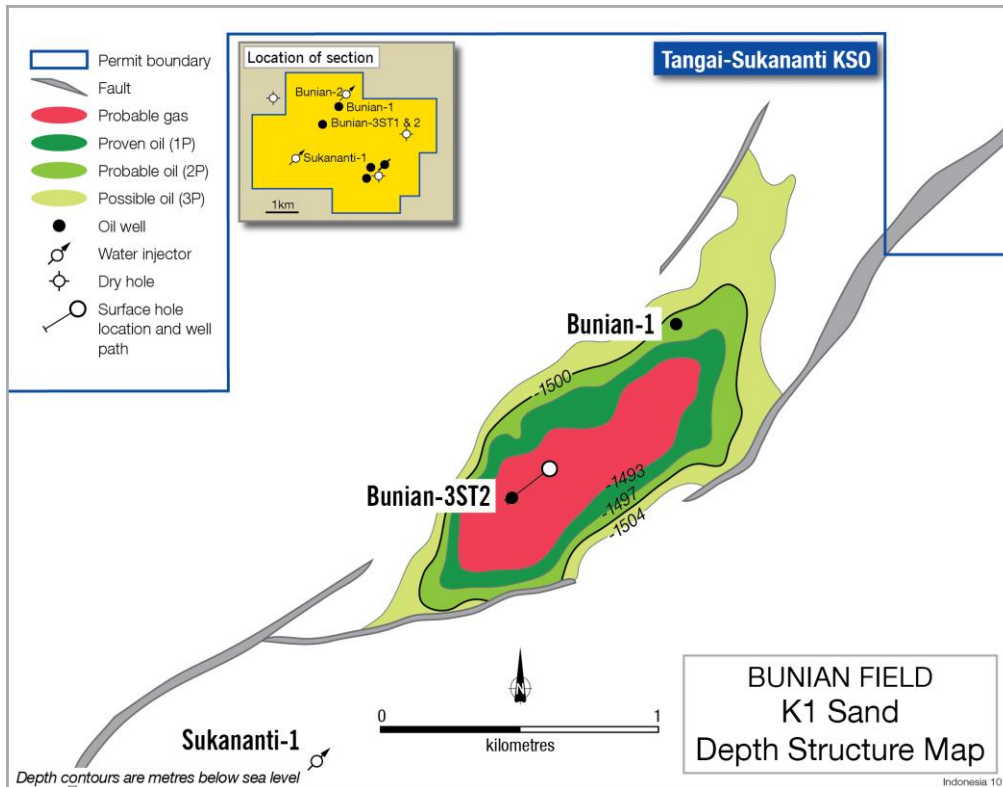 Permit boundary
Fault
Probable gas
Proven oil (1P)
Probable oil (2P)
Possible oil (3P)
Oil well
Water injector
Dry hole
Surface hole
location and well
path
Location of section
Bunian-2
Bunian-1
Bunian-3ST1 & 2
Sukananti-1
1km
Tangai-Sukananti KSO
Bunian-1
-1500
Bunian-3ST2
-1493
-1497
-1504
N
0
1
kilometres
Sukananti-1
Depth contours are metres below sea level
BUNIAN FIELD
K1 Sand
Depth Structure Map
Indonesia 10